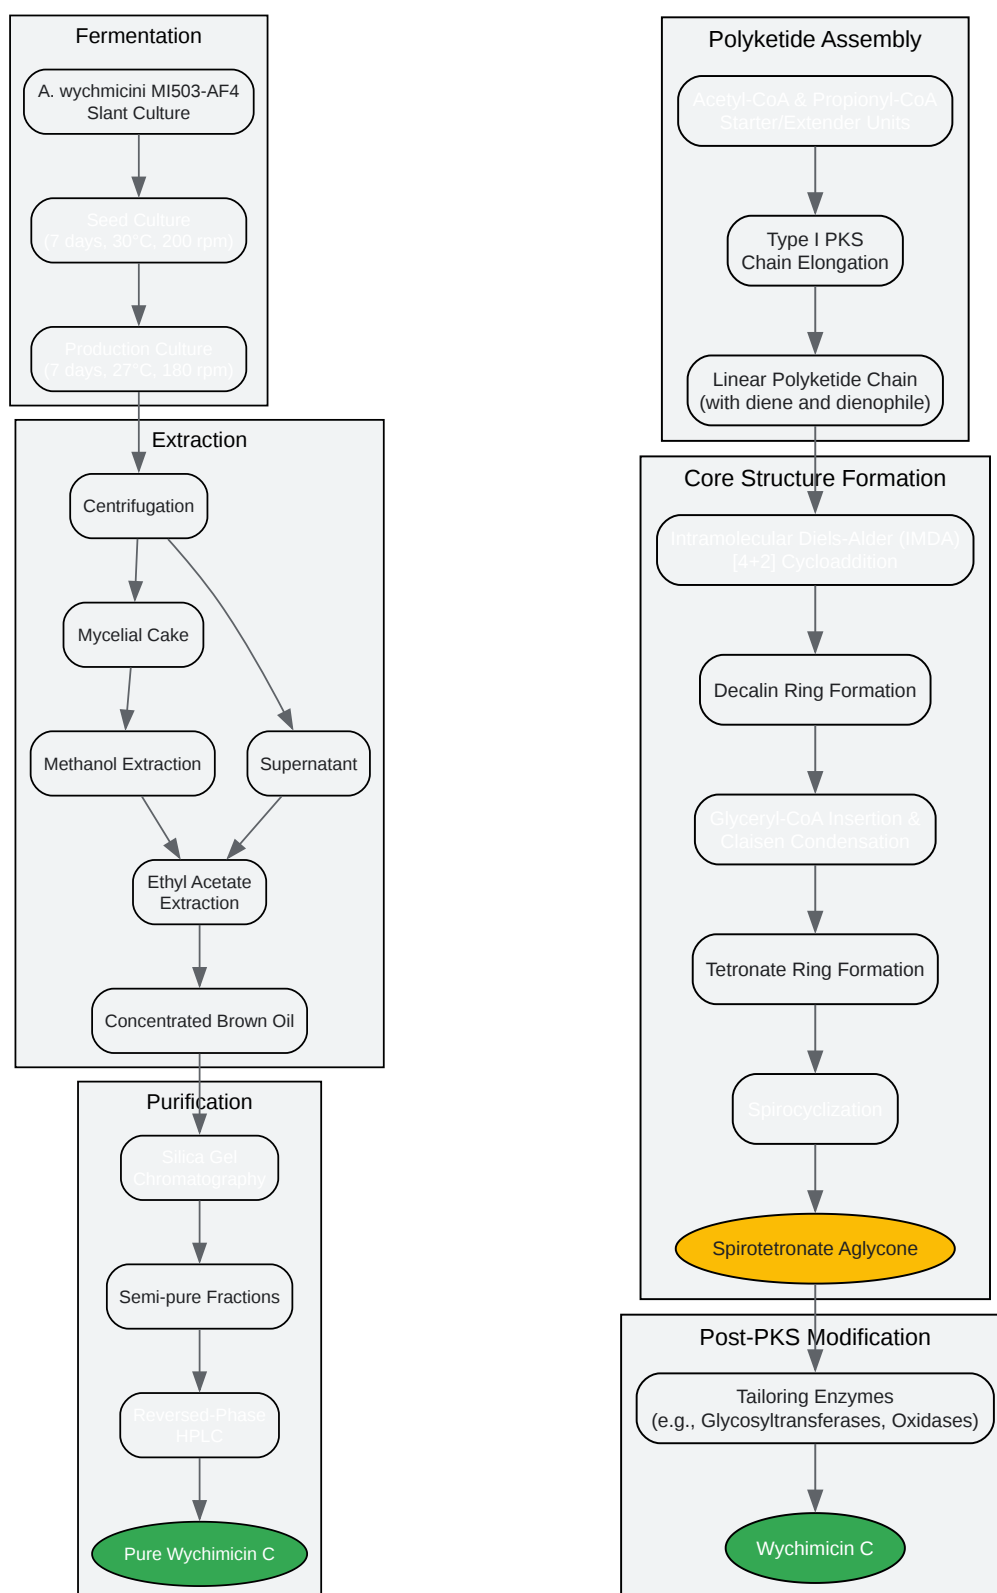 Fermentation
A. wychmicini MI503-AF4
Slant Culture
Seed Culture
(7 days, 30°C, 200 rpm)
Production Culture
(7 days, 27°C, 180 rpm)
Extraction
Centrifugation
Mycelial Cake
Methanol Extraction
Supernatant
Ethyl Acetate
Extraction
Concentrated Brown Oil
Purification
Silica Gel
Chromatography
Semi-pure Fractions
Reversed-Phase
HPLC
Pure Wychimicin C
Polyketide Assembly
Acetyl-CoA & Propionyl-CoA
Starter/Extender Units
Type I PKS
Chain Elongation
Linear Polyketide Chain
(with diene and dienophile)
Core Structure Formation
Intramolecular Diels-Alder (IMDA)
[4+2] Cycloaddition
Decalin Ring Formation
Glyceryl-CoA Insertion &
Claisen Condensation
Tetronate Ring Formation
Spirocyclization
Spirotetronate Aglycone
Post-PKS Modification
Tailoring Enzymes
(e.g., Glycosyltransferases, Oxidases)
Wychimicin C